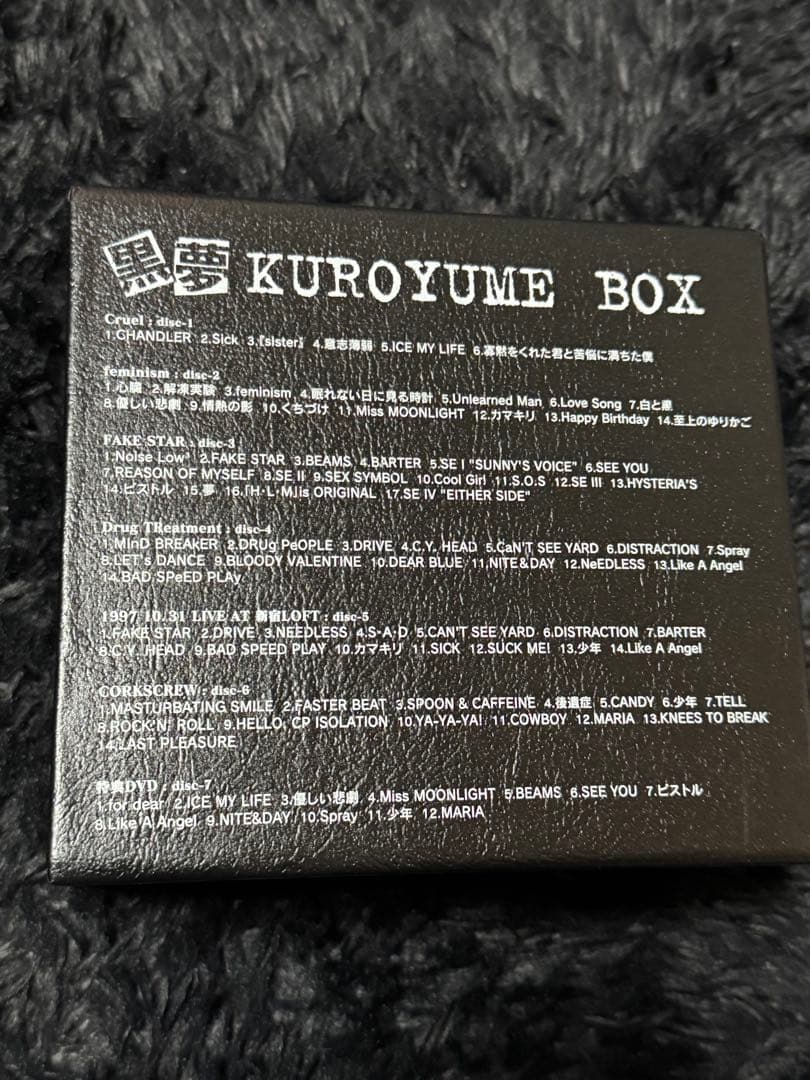 黒夢 KUROYUME BOX
Cruel : disc-1
1.CHANDLER 2.Sick 3.『sister』 4.意志薄弱 5.ICE MY LIFE 6.寡黙をくれた君と苦悩に満ちた僕
feminism : disc-2
1.心臓 2.解凍実験 3.feminism 4.眠れない日に見る時計 5.Unlearned Man 6.Love Song 7.白と黒
8.優しい悲劇 9.情熱の影 10.くちづけ 11.Miss MOONLIGHT 12.カマキリ 13.Happy Birthday 14.至上のゆりかご
FAKE STAR : disc-3
1.Noise Low³ 2.FAKE STAR 3.BEAMS 4.BARTER 5.SE I "SUNNY'S VOICE" 6.SEE YOU
7.REASON OF MYSELF 8.SE II 9.SEX SYMBOL 10.Cool Girl 11.S.O.S 12.SE III 13.HYSTERIA'S
14.ピストル 15.夢 16.「H・L・M」is ORIGINAL 17.SE IV "EITHER SIDE"
Drug TReatment : disc-4
1.MInD BREAKER 2.DRUg PeOPLE 3.DRIVE 4.C.Y. HEAD 5.CaN'T SEE YARD 6.DISTRACTION 7.Spray
8.LET's DANCE 9.BLOODY VALENTINE 10.DEAR BLUE 11.NITE&DAY 12.NeEDLESS 13.Like A Angel
14.BAD SPeED PLAy
1997 10.31 LIVE AT 新宿LOFT : disc-5
1.FAKE STAR 2.DRIVE 3.NEEDLESS 4.S・A・D 5.CAN'T SEE YARD 6.DISTRACTION 7.BARTER
8.C.Y. HEAD 9.BAD SPEED PLAY 10.カマキリ 11.SICK 12.SUCK ME! 13.少年 14.Like A Angel
CORKSCREW : disc-6
1.MASTURBATING SMILE 2.FASTER BEAT 3.SPOON & CAFFEINE 4.後遺症 5.CANDY 6.少年 7.TELL
8.ROCK'N' ROLL 9.HELLO, CP ISOLATION 10.YA-YA-YA! 11.COWBOY 12.MARIA 13.KNEES TO BREAK
14.LAST PLEASURE
特典DVD : disc-7
1.for dear 2.ICE MY LIFE 3.優しい悲劇 4.Miss MOONLIGHT 5.BEAMS 6.SEE YOU 7.ピストル
8.Like A Angel 9.NITE&DAY 10.Spray 11.少年 12.MARIA